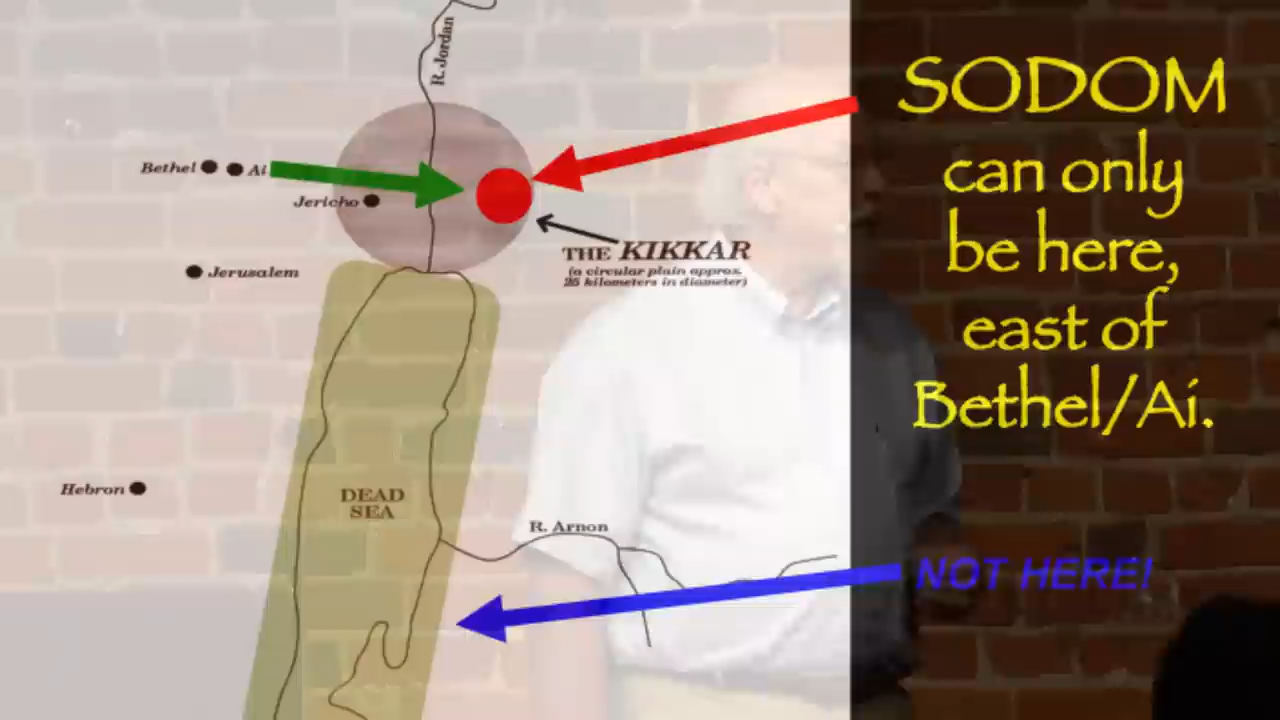 R. Jordan
SODOM
can only
be here,
east of
Bethel/Ai.
Bethel
Ai
Jericho
THE KIKKAR
(a circular plain approx.
25 kilometers in diameter)
Jerusalem
Hebron
DEAD
SEA
R. Arnon
NOT HERE!